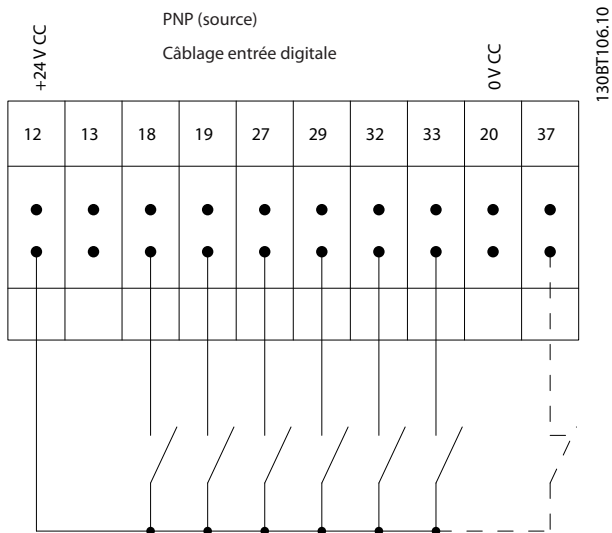 PNP (source)
Câblage entrée digitale
+24 V CC
0 V CC
130BT106.10
12 13 18 19 27 29 32 33 20 37